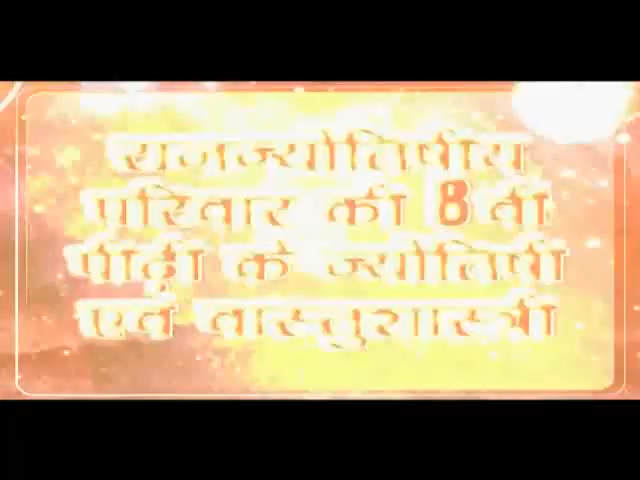 राजज्योतिषीय
परिवार की 8 वी
पीढ़ी के ज्योतिषी
एवं वास्तुशास्त्री